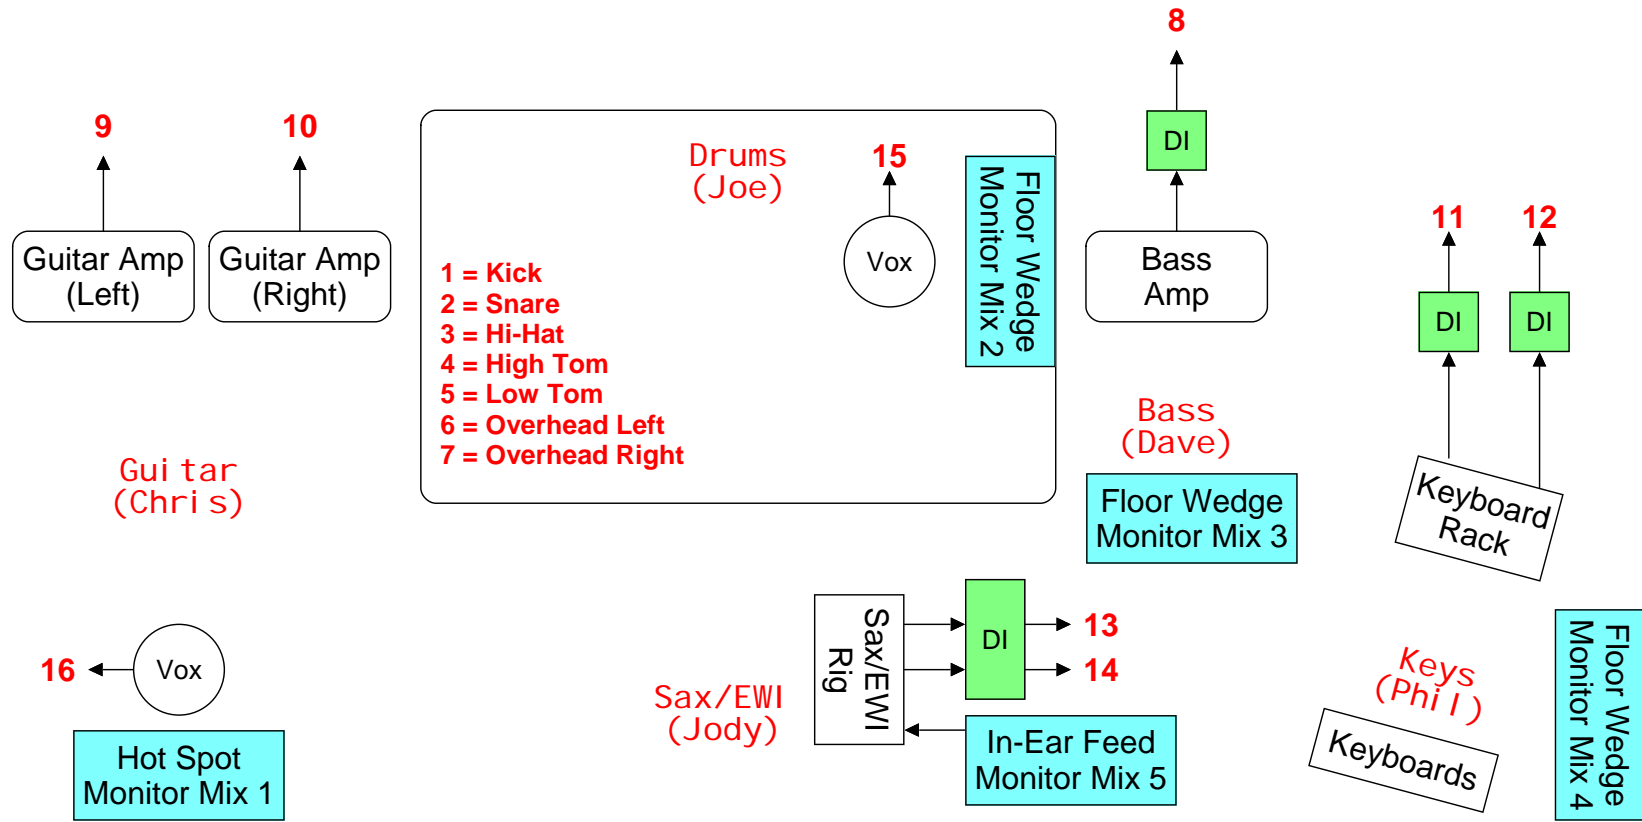 8
9
10
Drums
(Joe)
15
DI
Floor Wedge
Monitor Mix 2
Guitar Amp
(Left)
Guitar Amp
(Right)
Vox
Bass
Amp
11
12
DI
DI
1 = Kick
2 = Snare
3 = Hi-Hat
4 = High Tom
5 = Low Tom
6 = Overhead Left
7 = Overhead Right
Guitar
(Chris)
Bass
(Dave)
Floor Wedge
Monitor Mix 3
Keyboard
Rack
16
Vox
Hot Spot
Monitor Mix 1
Sax/EWI
(Jody)
Sax/EWI
Rig
DI
13
14
In-Ear Feed
Monitor Mix 5
Keys
(Phil)
Keyboards
Floor Wedge
Monitor Mix 4